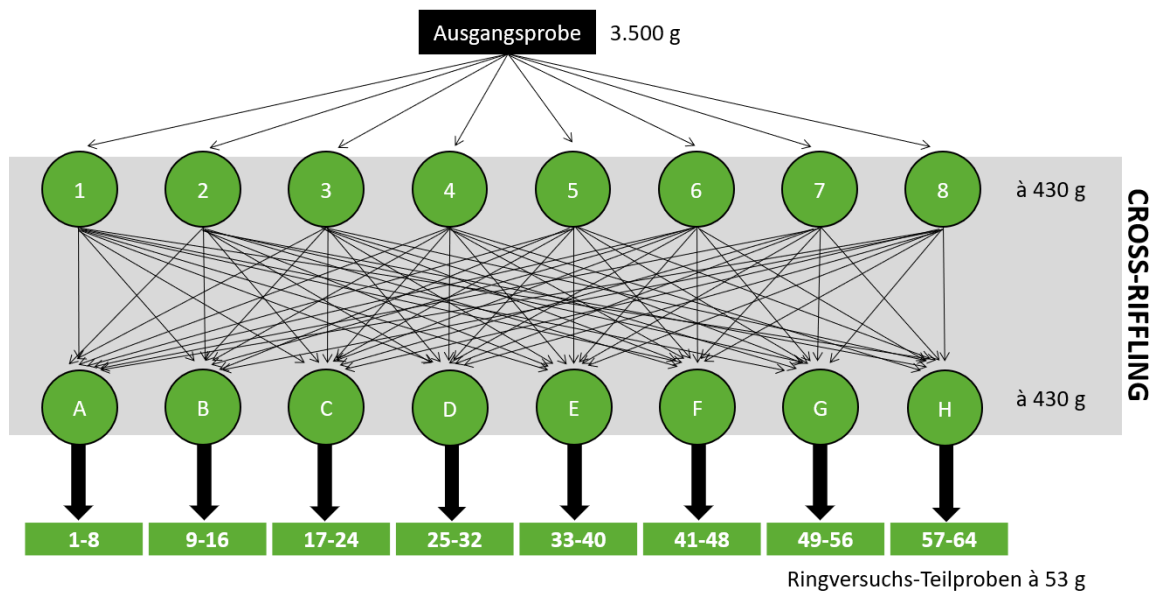 Ausgangsprobe 3.500 g
1 2 3 4 5 6 7 8 à 430 g
CROSS-RIFFLING
A B C D E F G H à 430 g
1-8 9-16 17-24 25-32 33-40 41-48 49-56 57-64
Ringversuchs-Teilproben à 53 g